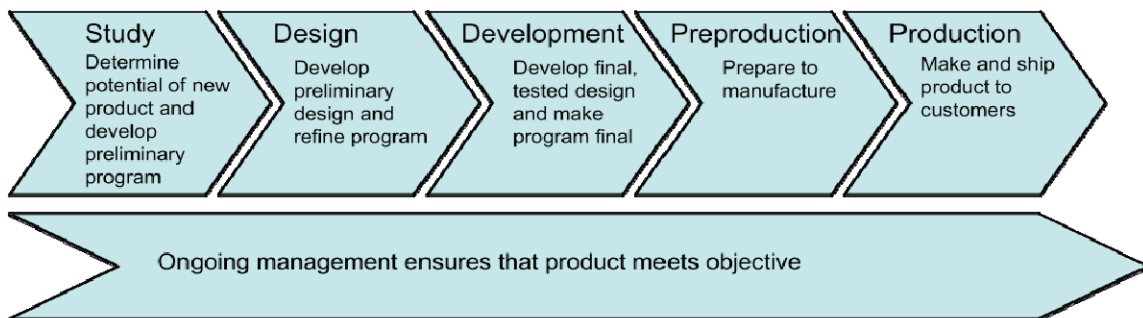 Study
Determine
potential of new
product and
develop
preliminary
program
Design
Develop
preliminary
design and
refine program
Development
Develop final,
tested design
and make
program final
Preproduction
Prepare to
manufacture
Production
Make and ship
product to
customers
Ongoing management ensures that product meets objective